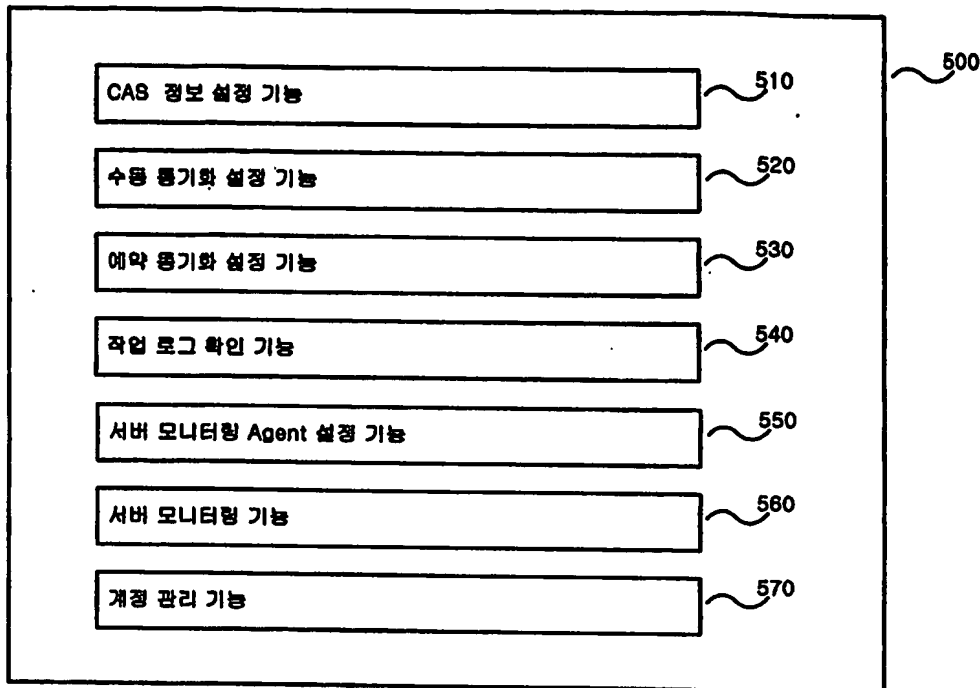 500
CAS 정보 설정 기능 510
수동 동기화 설정 기능 520
예약 동기화 설정 기능 530
작업 로그 확인 기능 540
서버 모니터링 Agent 설정 기능 550
서버 모니터링 기능 560
계정 관리 기능 570